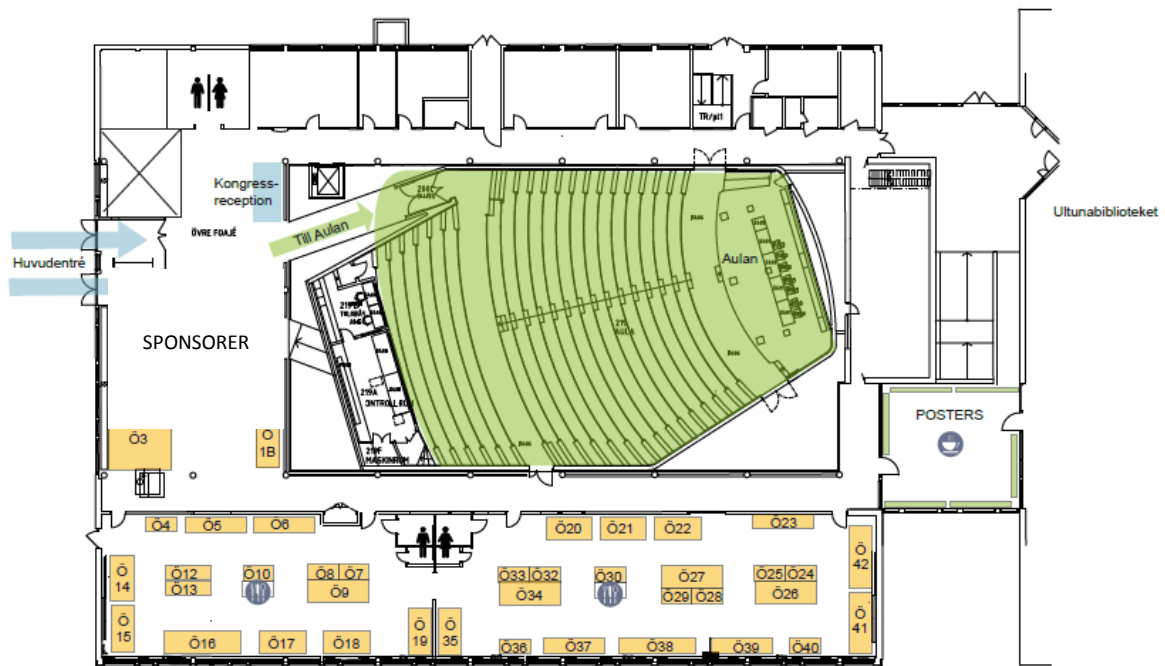 TR/pl1
Kongress-
reception
ÖVRE FOAJÉ
Till Aulan
Huvudentré
Aulan
Ultunabiblioteket
SPONSORER
219A
219F
MASKINRUM
POSTERS
Ö3
Ö
1B
Ö4
Ö5
Ö6
Ö20
Ö21
Ö22
Ö23
Ö
14
Ö12
Ö13
Ö10
Ö8
Ö7
Ö9
Ö33
Ö32
Ö34
Ö30
Ö27
Ö29
Ö28
Ö25
Ö24
Ö26
Ö
42
Ö
15
Ö16
Ö17
Ö18
Ö
19
Ö
35
Ö36
Ö37
Ö38
Ö39
Ö40
Ö
41